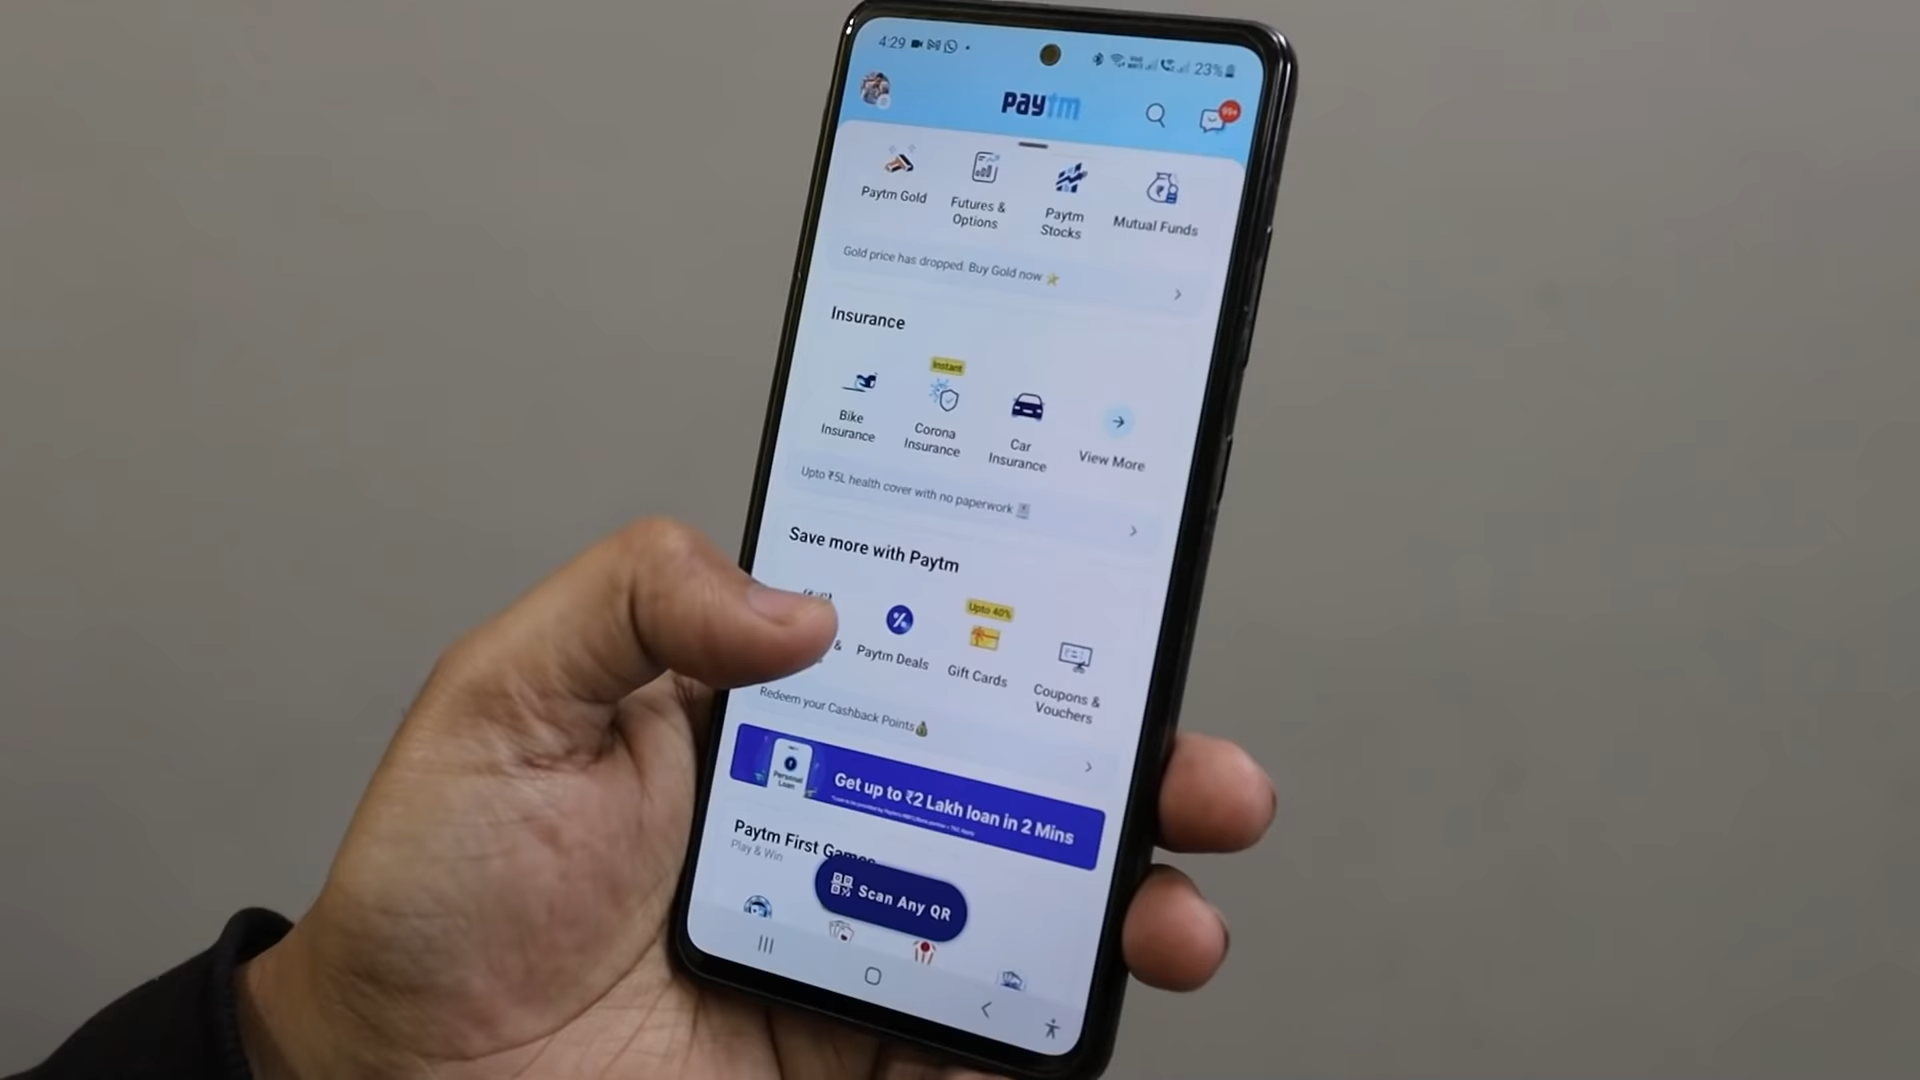 4:29
23%
paytm
99+
Paytm Gold
Futures &
Options
Paytm
Stocks
Mutual Funds
Gold price has dropped. Buy Gold now
Insurance
Instant
Bike
Insurance
Corona
Insurance
Car
Insurance
View More
Upto ₹5L health cover with no paperwork
Save more with Paytm
&
Paytm Deals
Upto 40%
Gift Cards
Coupons &
Vouchers
Redeem your Cashback Points
Personal
Loan
Get up to ₹2 Lakh loan in 2 Mins
Paytm First Games
Play & Win
Scan Any QR